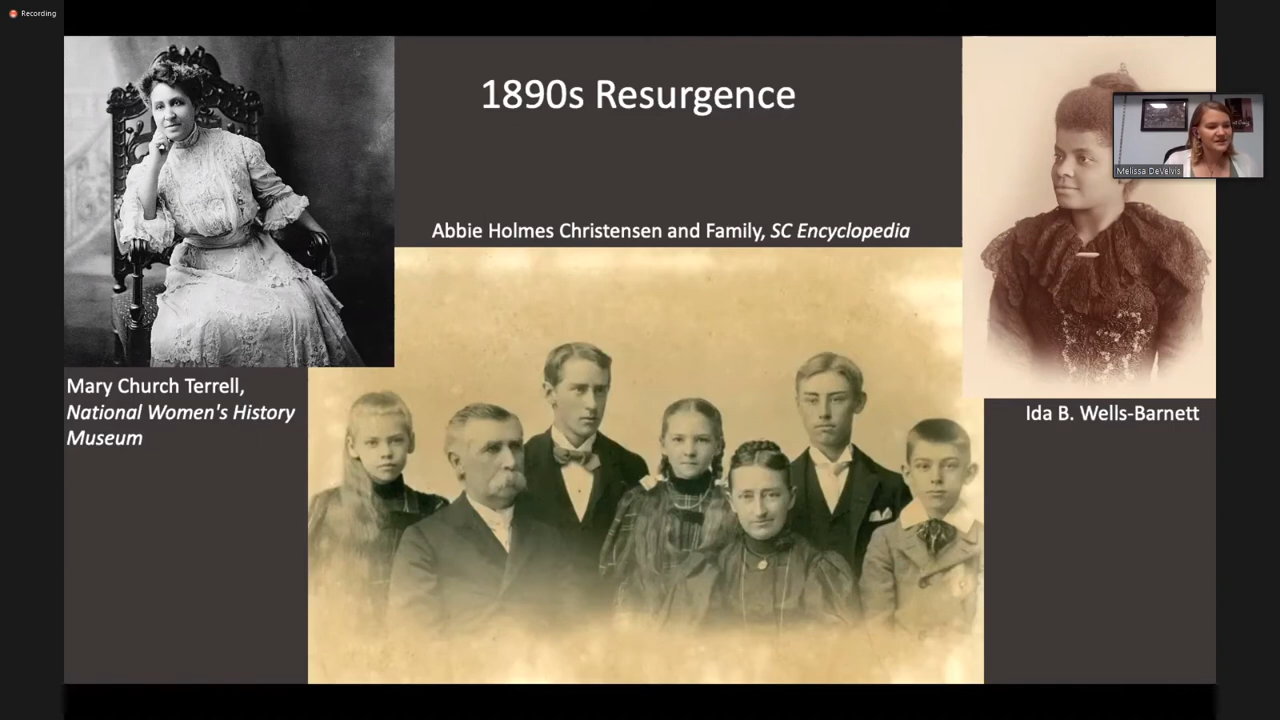 Recording
1890s Resurgence
Melissa DeVelvis
Abbie Holmes Christensen and Family, SC Encyclopedia
Mary Church Terrell,
National Women's History
Museum
Ida B. Wells-Barnett